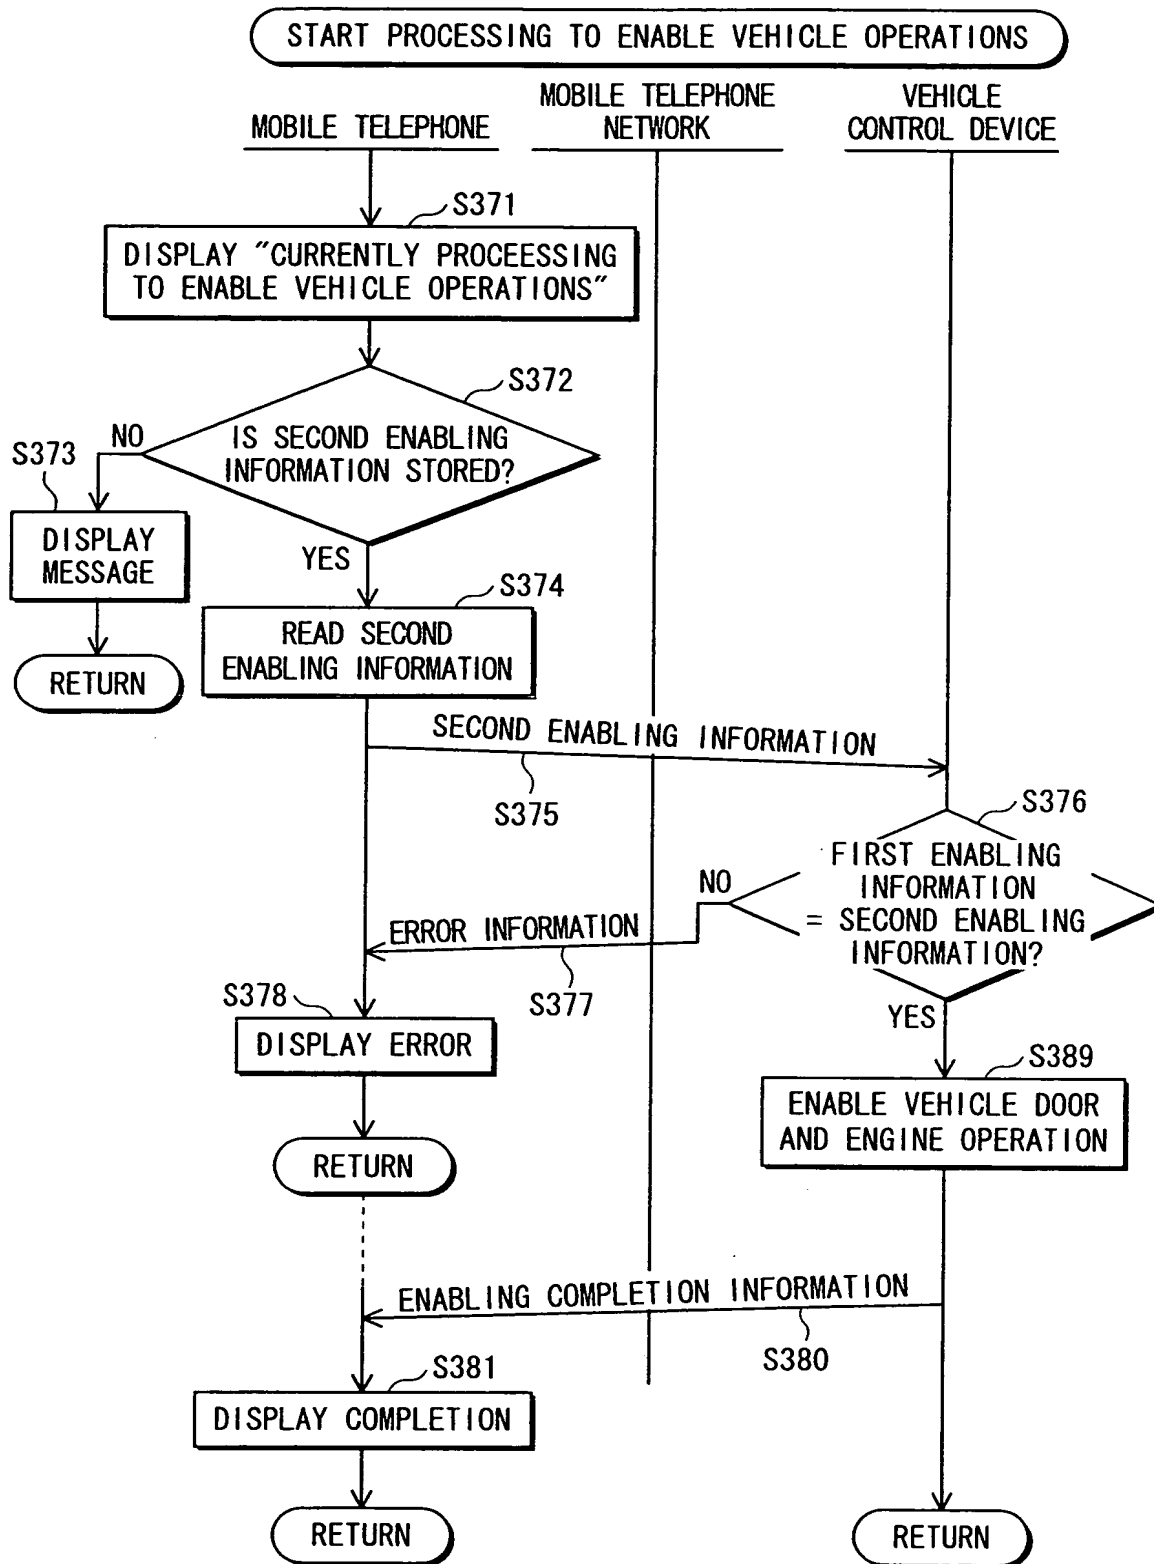 START PROCESSING TO ENABLE VEHICLE OPERATIONS
MOBILE TELEPHONE
MOBILE TELEPHONE
NETWORK
VEHICLE
CONTROL DEVICE
S371
DISPLAY "CURRENTLY PROCEESSING
TO ENABLE VEHICLE OPERATIONS"
S372
IS SECOND ENABLING
INFORMATION STORED?
NO
S373
DISPLAY
MESSAGE
RETURN
YES
S374
READ SECOND
ENABLING INFORMATION
SECOND ENABLING INFORMATION
S375
S376
FIRST ENABLING
INFORMATION
= SECOND ENABLING
INFORMATION?
NO
ERROR INFORMATION
S377
S378
DISPLAY ERROR
RETURN
YES
S389
ENABLE VEHICLE DOOR
AND ENGINE OPERATION
ENABLING COMPLETION INFORMATION
S380
S381
DISPLAY COMPLETION
RETURN
RETURN